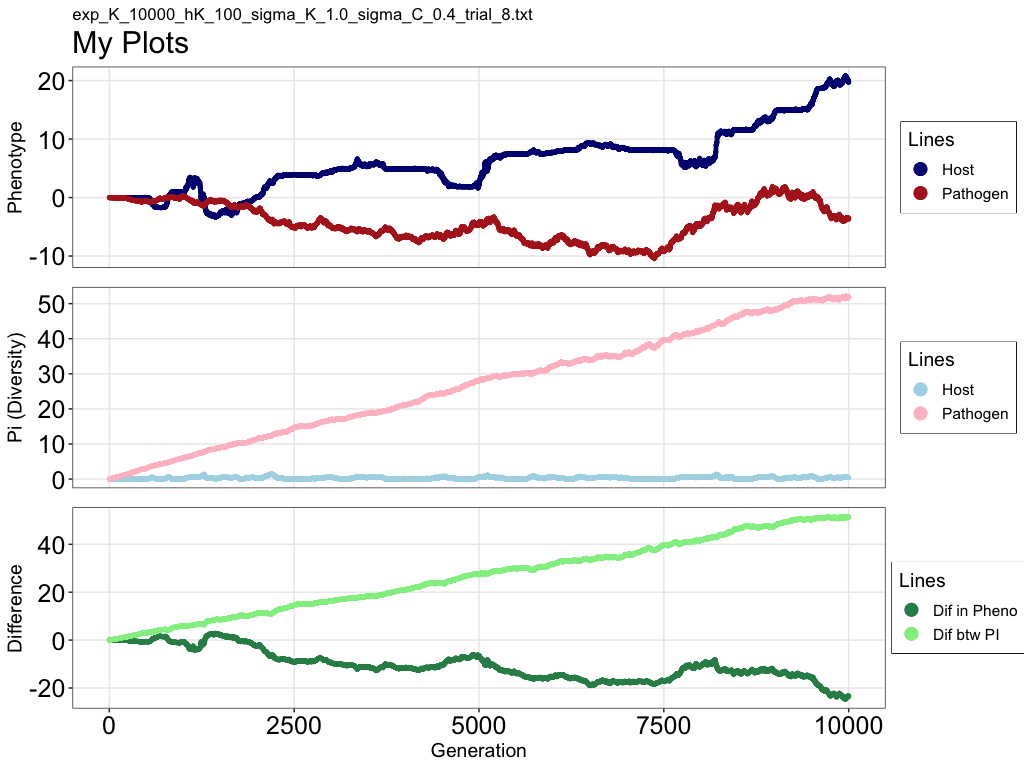 exp_K_10000_hK_100_sigma_K_1.0_sigma_C_0.4_trial_8.txt
My Plots
Phenotype
20
10
0
-10
Lines
Host
Pathogen
Pi (Diversity)
50
40
30
20
10
0
Lines
Host
Pathogen
Difference
40
20
0
-20
Lines
Dif in Pheno
Dif btw PI
0 2500 5000 7500 10000
Generation